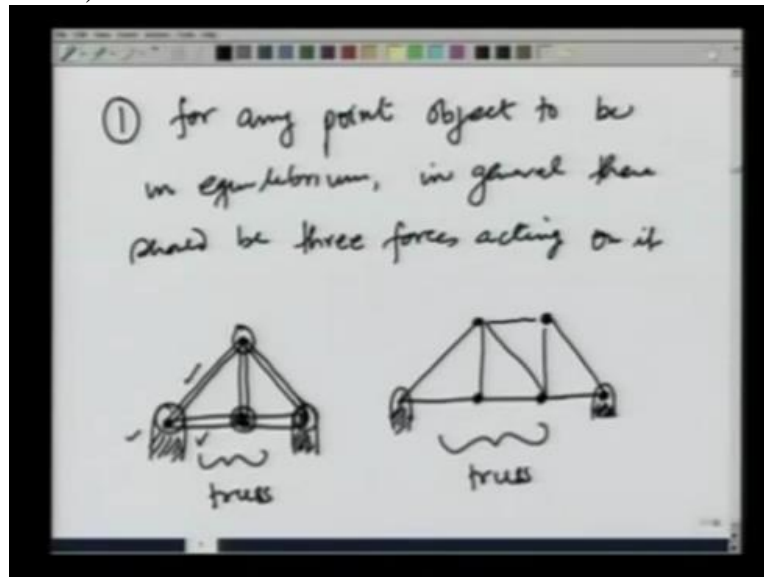 ① for any point object to be
in equilibrium, in general there
should be three forces acting on it
truss
truss